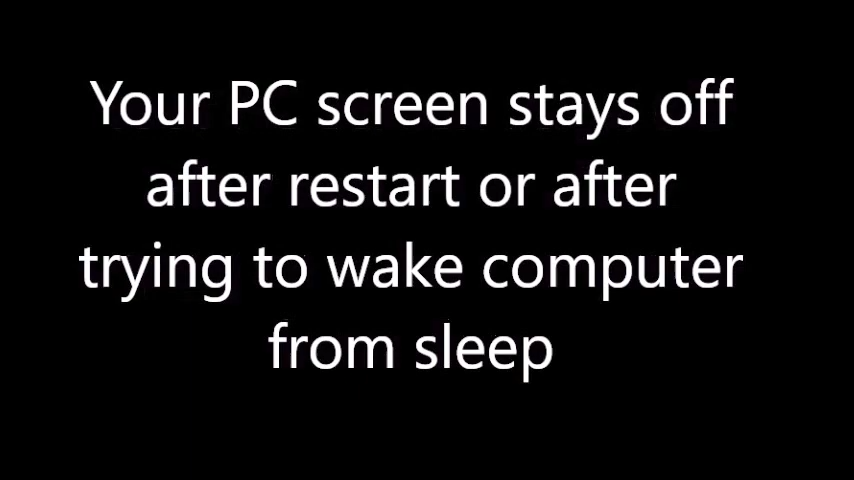 Your PC screen stays off
after restart or after
trying to wake computer
from sleep